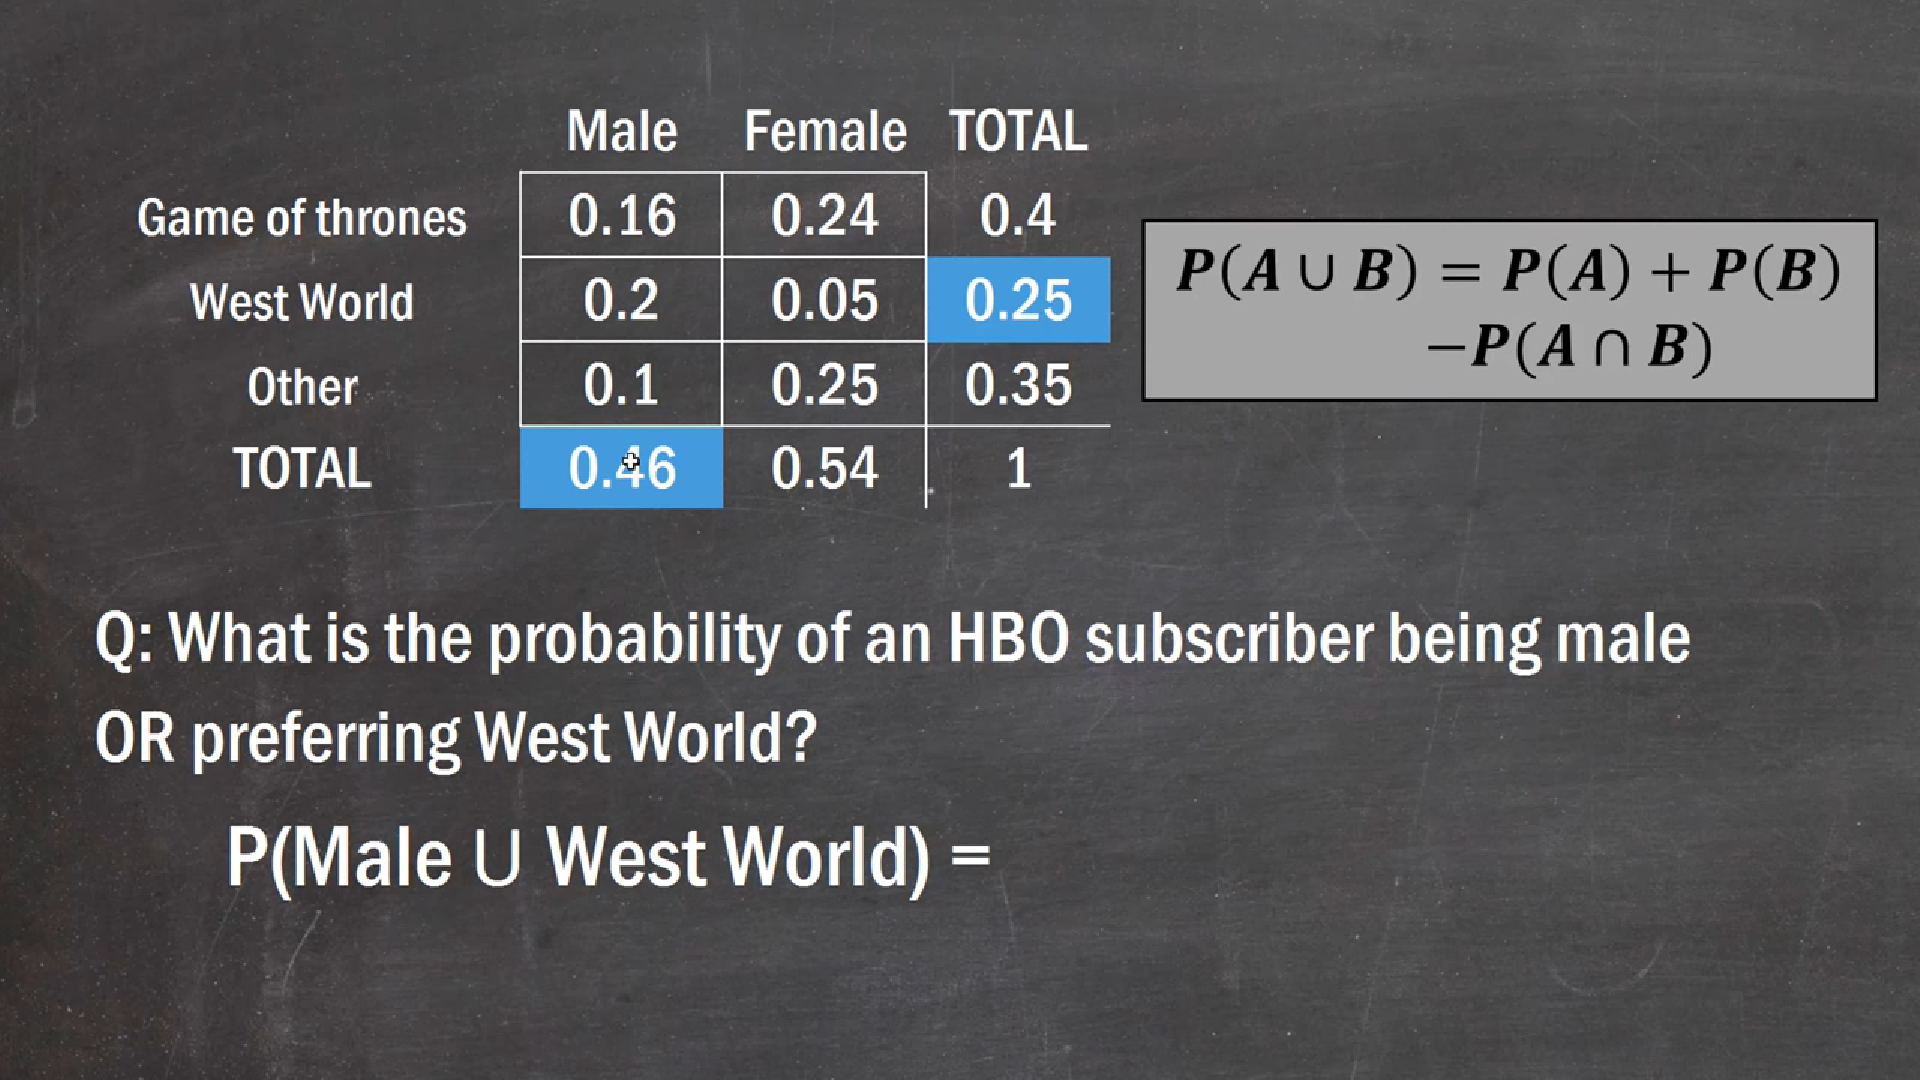 Male Female TOTAL
Game of thrones 0.16 0.24 0.4
West World 0.2 0.05 0.25
Other 0.1 0.25 0.35
TOTAL 0.46 0.54 1
P(A ∪ B) = P(A) + P(B)
−P(A ∩ B)
Q: What is the probability of an HBO subscriber being male
OR preferring West World?
P(Male ∪ West World) =